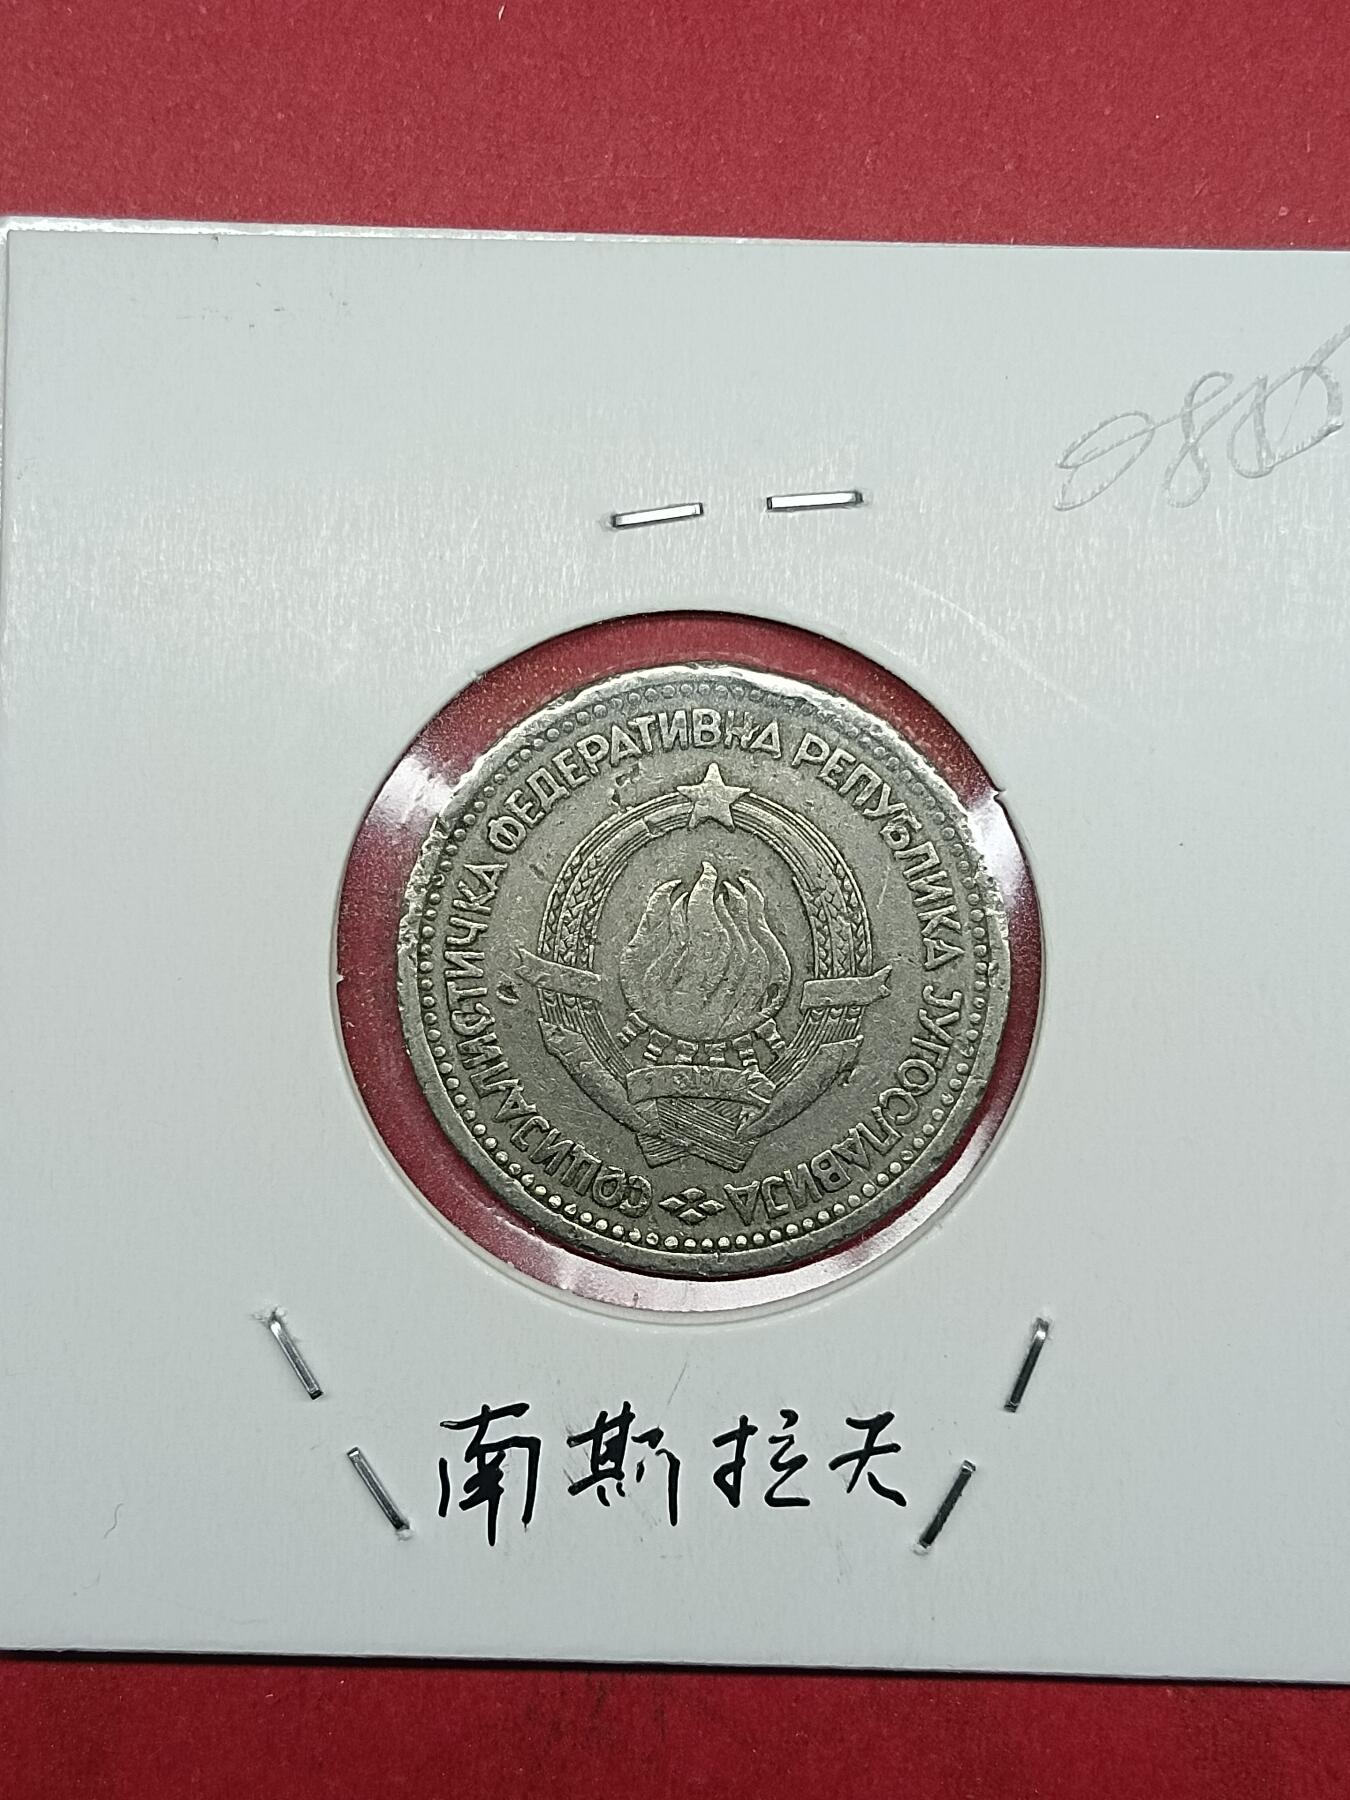 СОЦИЈАЛИСТИЧКА ФЕДЕРАТИВНА РЕПУБЛИКА ЈУГОСЛАВИЈА
南斯拉夫